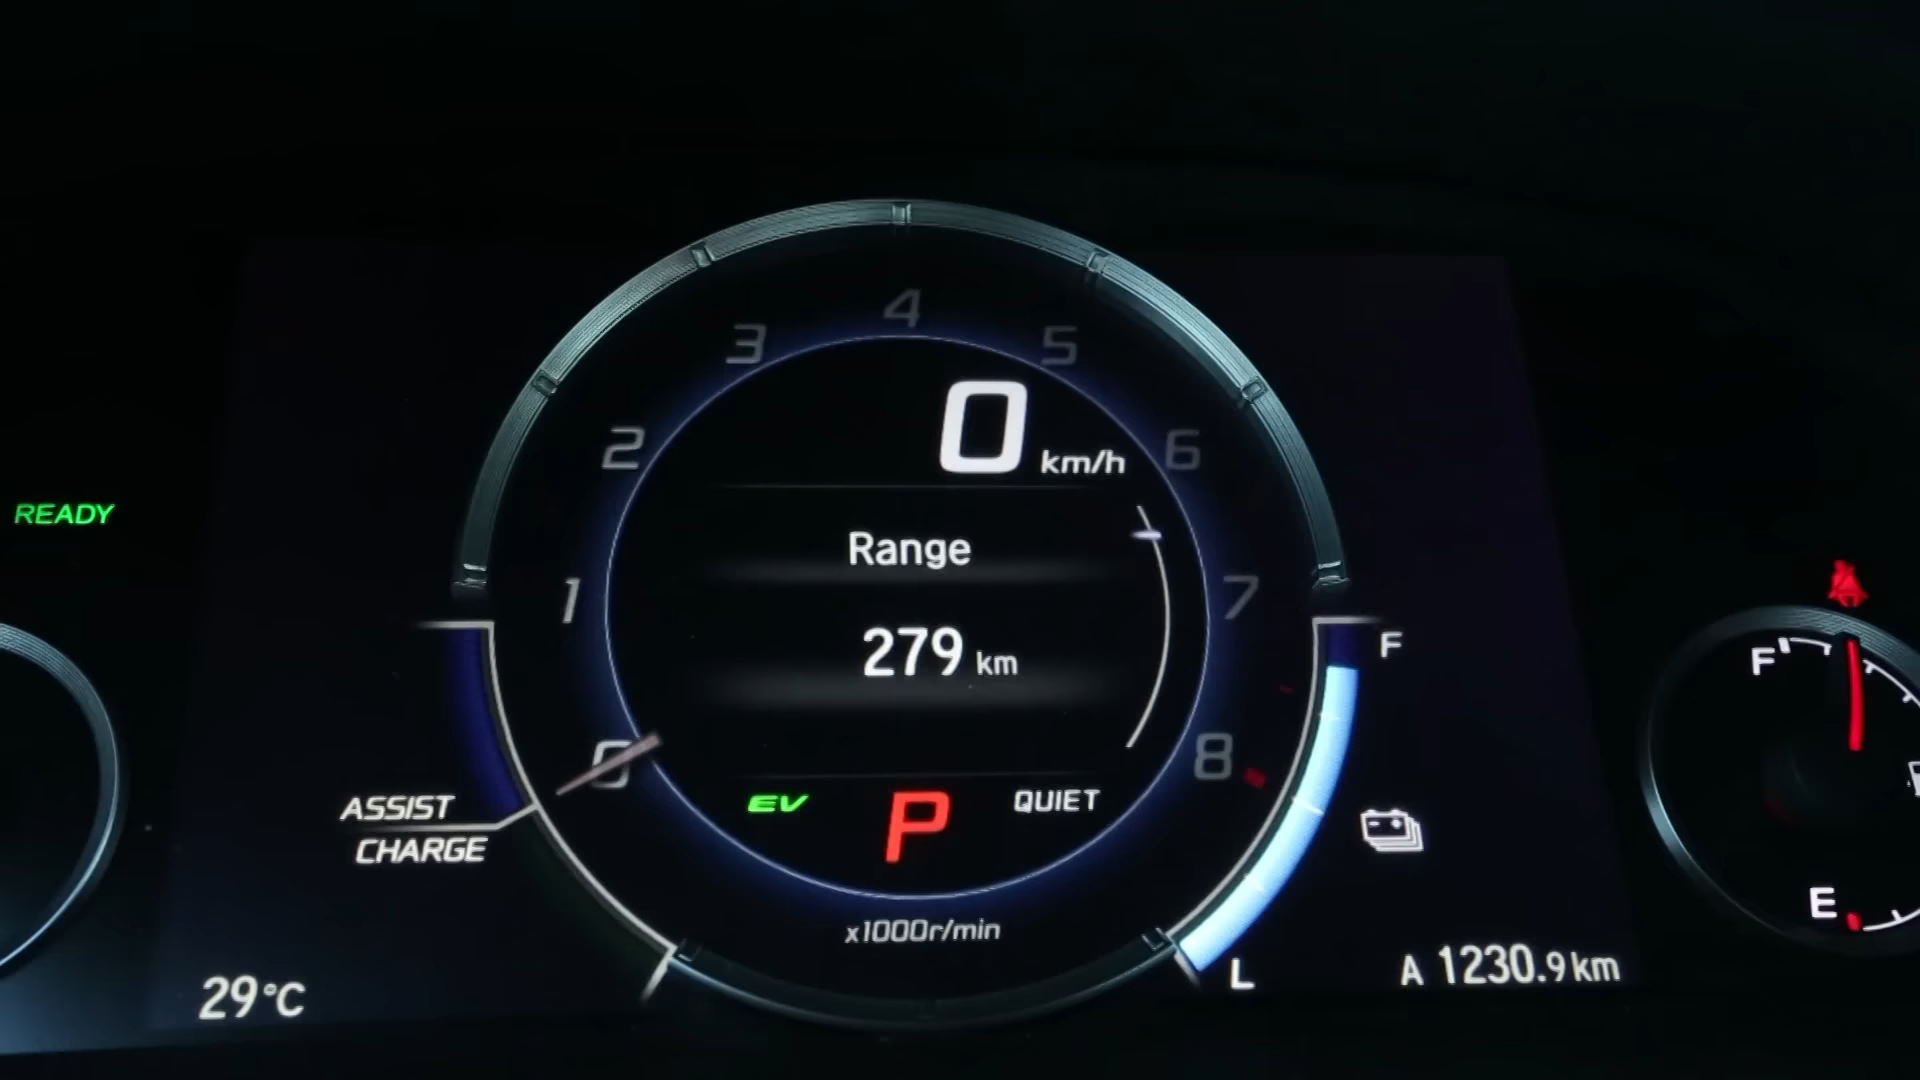 4
3
5
0 km/h
2
6
READY
Range
1
7
F
279 km
F
0
8
ASSIST
EV
P
QUIET
CHARGE
E
x1000r/min
L
A 1230.9 km
29°C